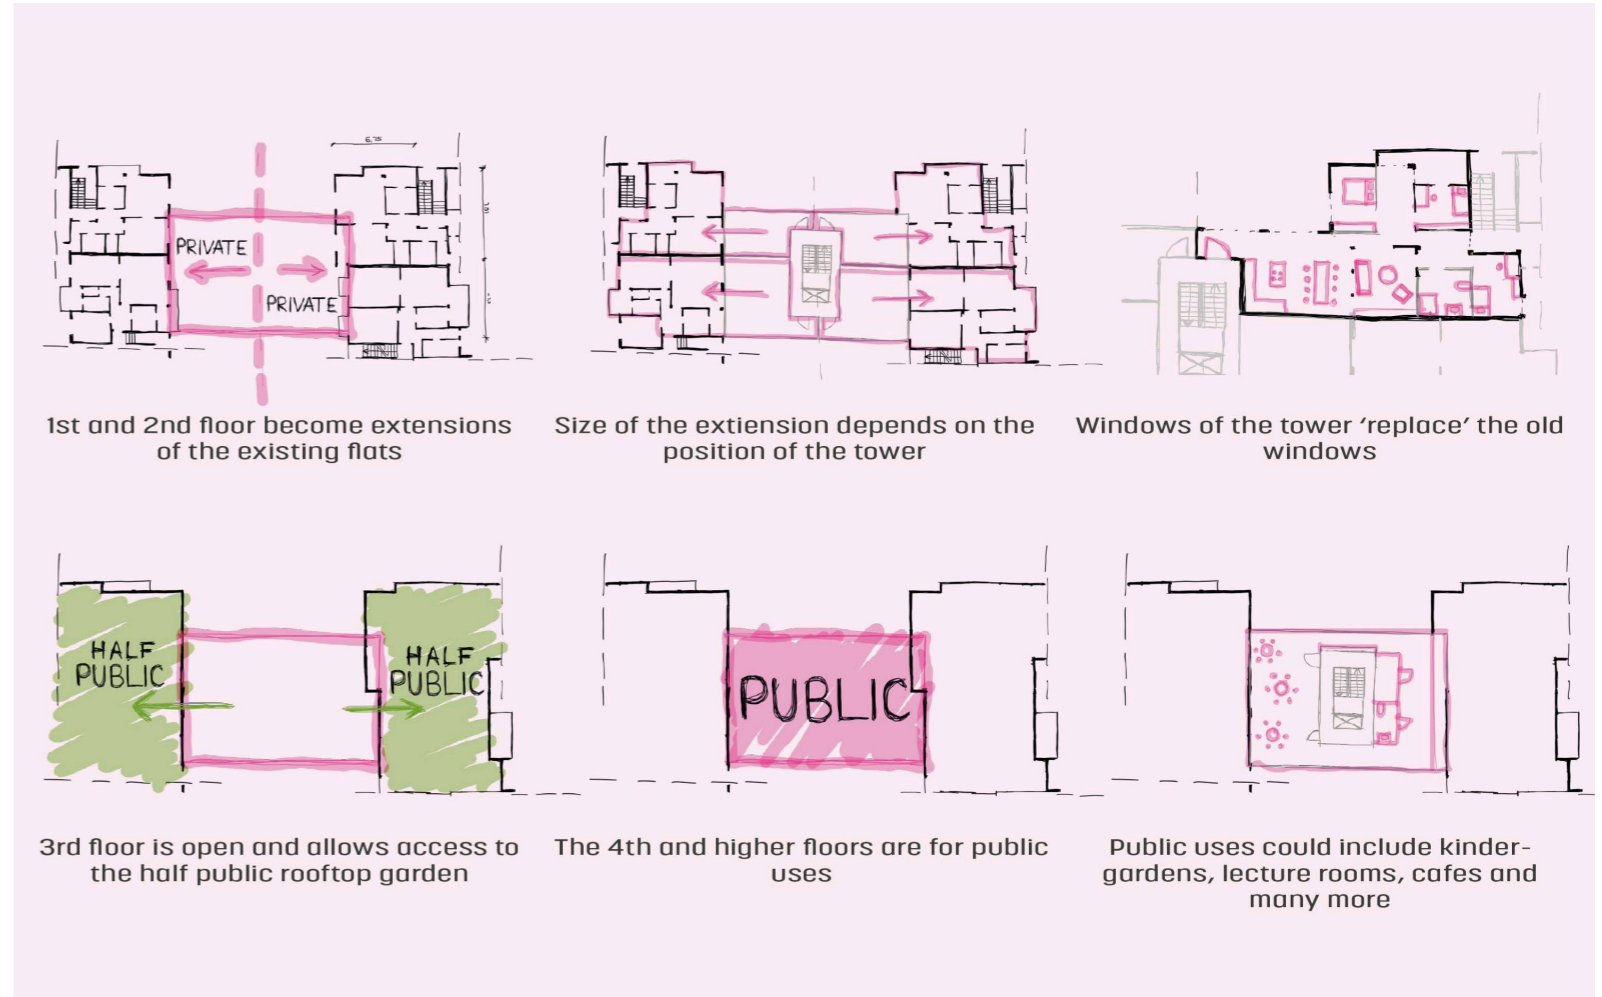 6.75
PRIVATE
PRIVATE
1st and 2nd floor become extensions
of the existing flats
Size of the extiension depends on the
position of the tower
Windows of the tower ‘replace’ the old
windows
HALF
PUBLIC
HALF
PUBLIC
3rd floor is open and allows access to
the half public rooftop garden
PUBLIC
The 4th and higher floors are for public
uses
Public uses could include kinder-
gardens, lecture rooms, cafes and
many more